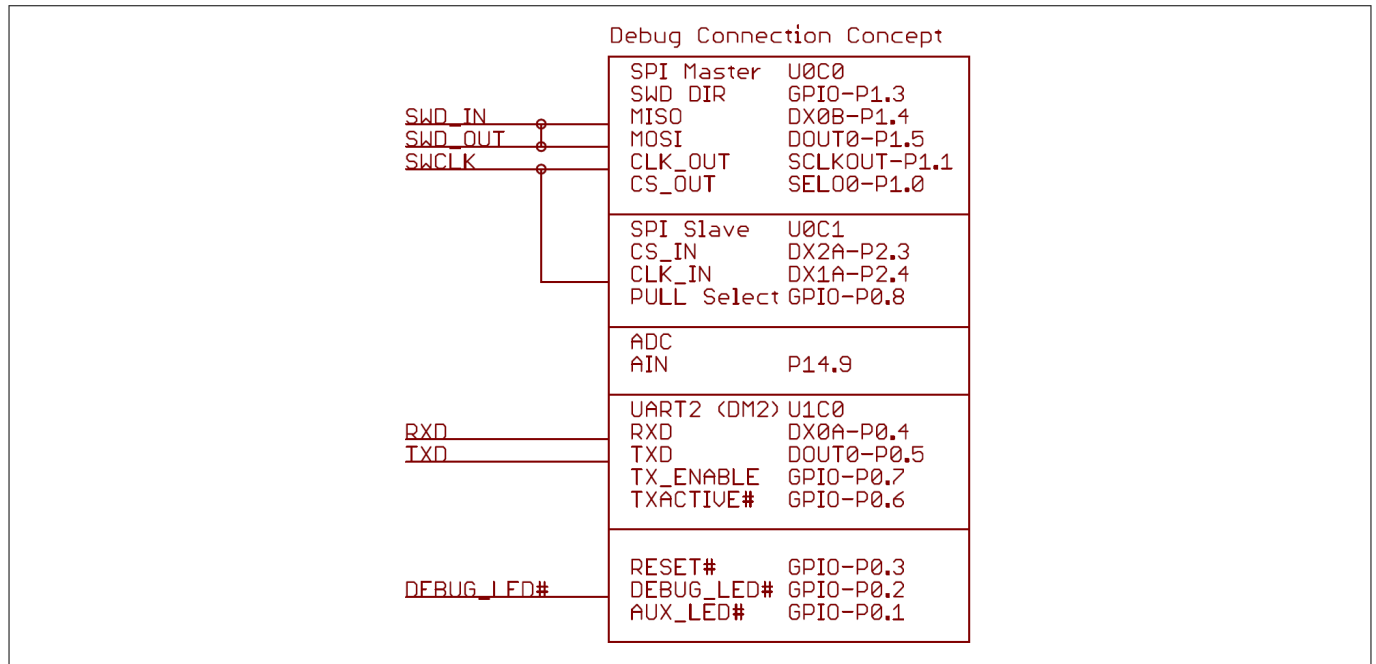 Debug Connection Concept
SPI Master U0C0
SWD DIR GPIO-P1.3
SWD_IN MISO DX0B-P1.4
SWD_OUT MOSI DOUT0-P1.5
SWCLK CLK_OUT SCLKOUT-P1.1
CS_OUT SELO0-P1.0
SPI Slave U0C1
CS_IN DX2A-P2.3
CLK_IN DX1A-P2.4
PULL Select GPIO-P0.8
ADC
AIN P14.9
UART2 (DM2) U1C0
RXD RXD DX0A-P0.4
TXD TXD DOUT0-P0.5
TX_ENABLE GPIO-P0.7
TXACTIVE# GPIO-P0.6
RESET# GPIO-P0.3
DEBUG_LED# DEBUG_LED# GPIO-P0.2
AUX_LED# GPIO-P0.1